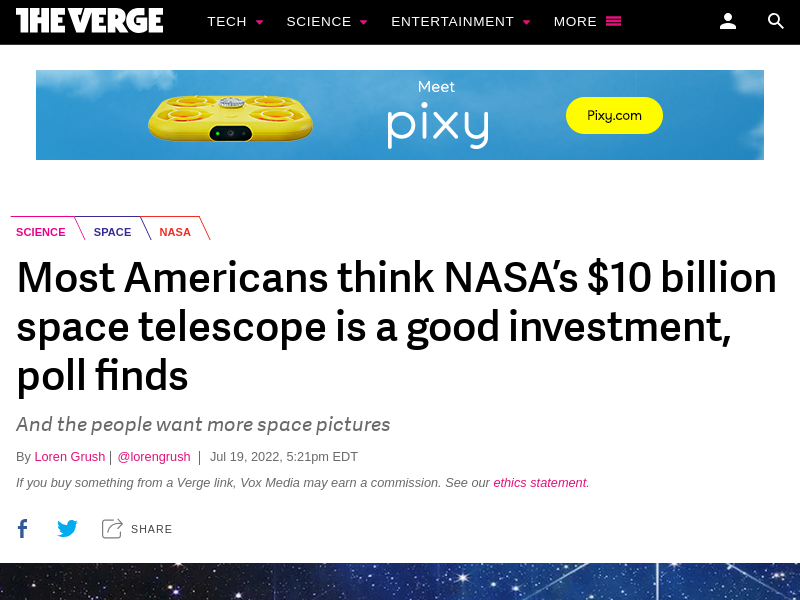 THE VERGE
TECH SCIENCE ENTERTAINMENT MORE
Meet
pixy
Pixy.com
SCIENCE SPACE NASA
Most Americans think NASA’s $10 billion
space telescope is a good investment,
poll finds
And the people want more space pictures
By Loren Grush | @lorengrush | Jul 19, 2022, 5:21pm EDT
If you buy something from a Verge link, Vox Media may earn a commission. See our ethics statement.
SHARE